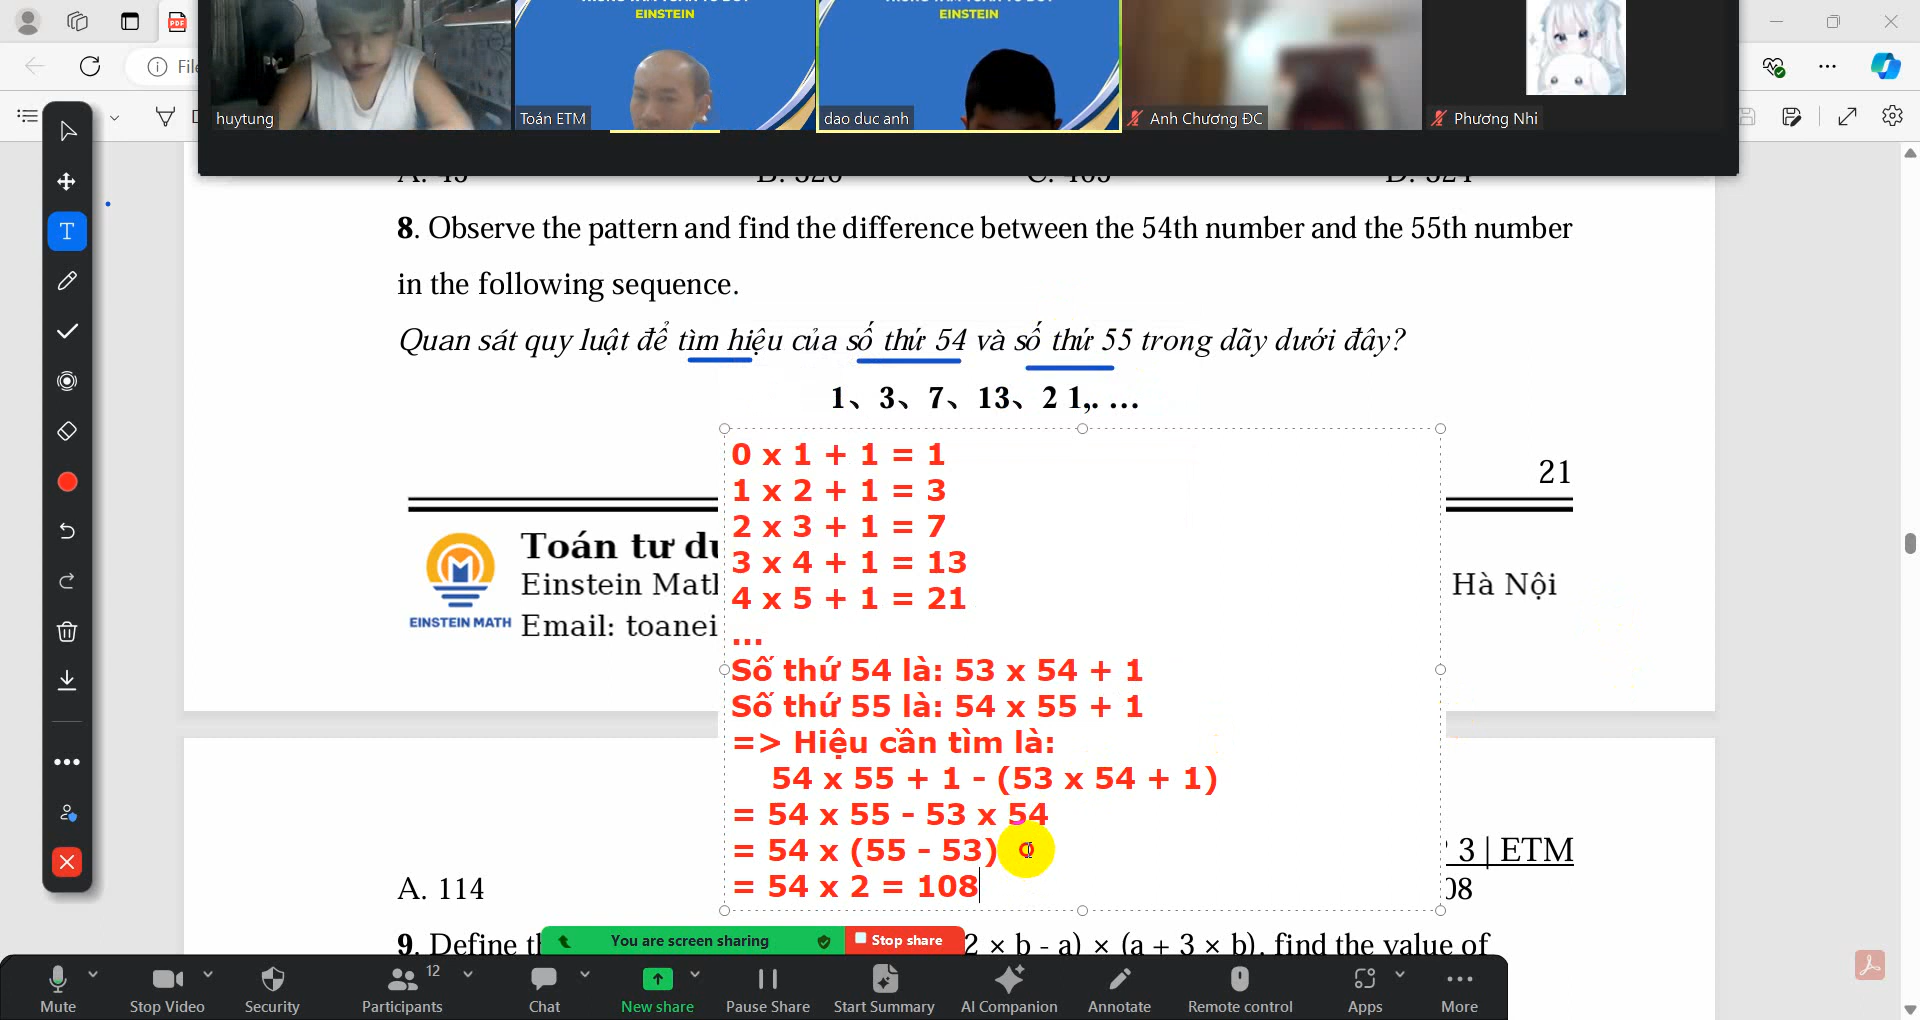 EINSTEIN
EINSTEIN
huytung
Toán ETM
dao duc anh
Anh Chương ĐC
Phương Nhi
File
8. Observe the pattern and find the difference between the 54th number and the 55th number
in the following sequence.
Quan sát quy luật để tìm hiệu của số thứ 54 và số thứ 55 trong dãy dưới đây?
1、3、7、13、2 1,. ...
0 x 1 + 1 = 1
1 x 2 + 1 = 3
2 x 3 + 1 = 7
3 x 4 + 1 = 13
4 x 5 + 1 = 21
...
Số thứ 54 là: 53 x 54 + 1
Số thứ 55 là: 54 x 55 + 1
=> Hiệu cần tìm là:
54 x 55 + 1 - (53 x 54 + 1)
= 54 x 55 - 53 x 54
= 54 x (55 - 53)
= 54 x 2 = 108
21
Toán tư
Einstein
Hà Nội
EINSTEIN MATH
Email:
3 | ETM
A. 114
08
9. Define
2 × b - a) × (a + 3 × b), find the value of
You are screen sharing
Stop share
Mute
Stop Video
Security
Participants
12
Chat
New share
Pause Share
Start Summary
AI Companion
Annotate
Remote control
Apps
More